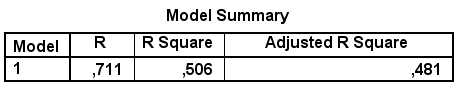 Model Summary
Model R R Square Adjusted R Square
1 ,711 ,506 ,481